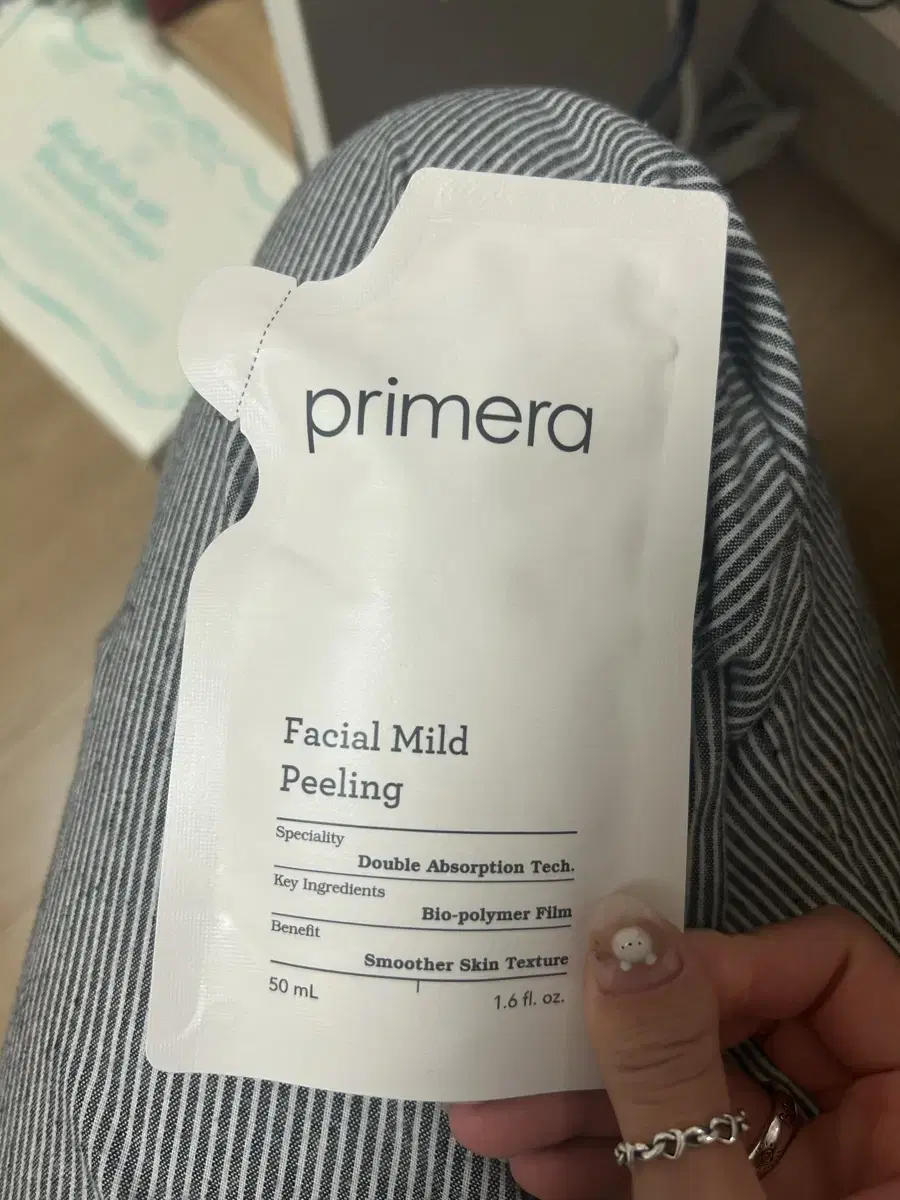 primera
Facial Mild
Peeling
Speciality
Double Absorption Tech.
Key Ingredients
Bio-polymer Film
Benefit
Smoother Skin Texture
50 mL
1.6 fl. oz.